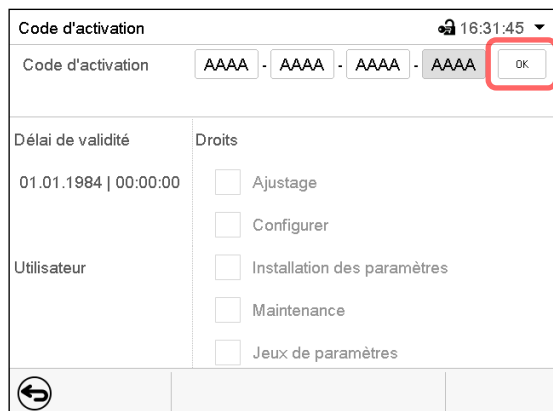 Code d'activation 16:31:45
Code d'activation AAAA - AAAA - AAAA - AAAA OK
Délai de validité Droits
01.01.1984 | 00:00:00 Ajustage
Configurer
Utilisateur Installation des paramètres
Maintenance
Jeux de paramètres